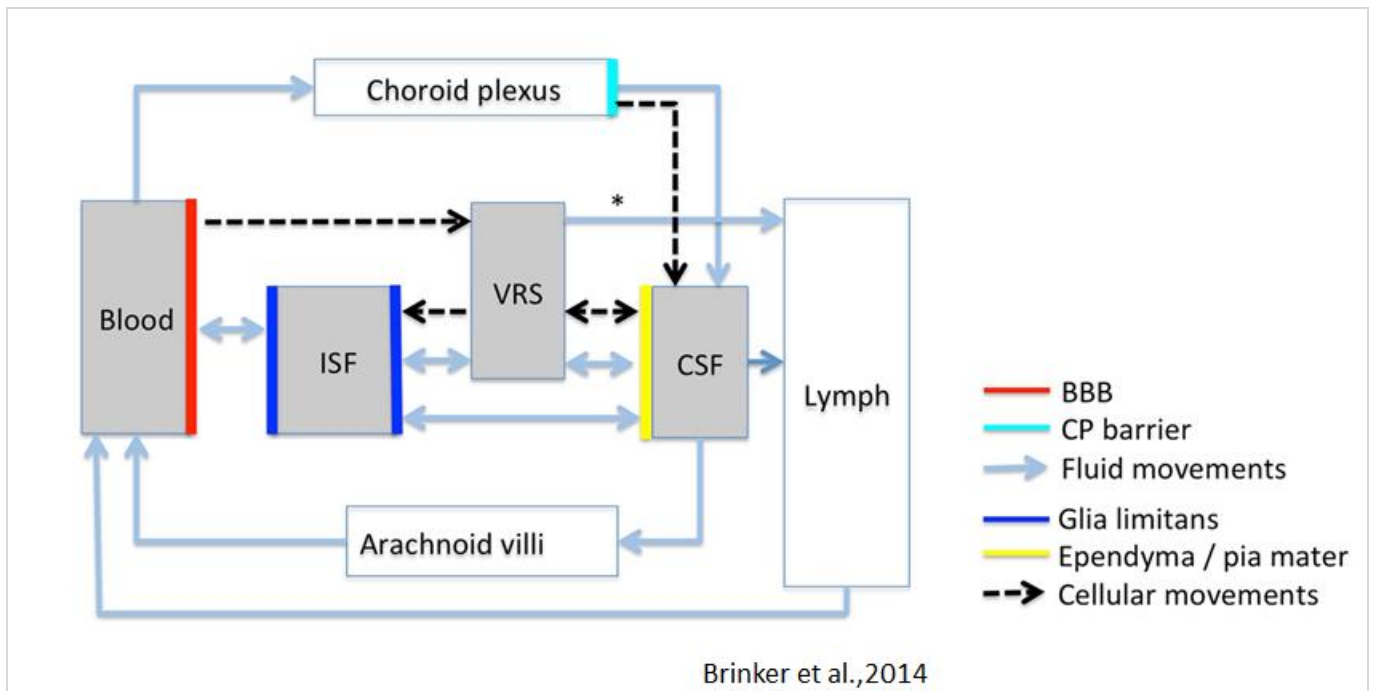 Choroid plexus
*
VRS
Blood
ISF
CSF
Lymph
Arachnoid villi
BBB
CP barrier
Fluid movements
Glia limitans
Ependyma / pia mater
Cellular movements
Brinker et al.,2014